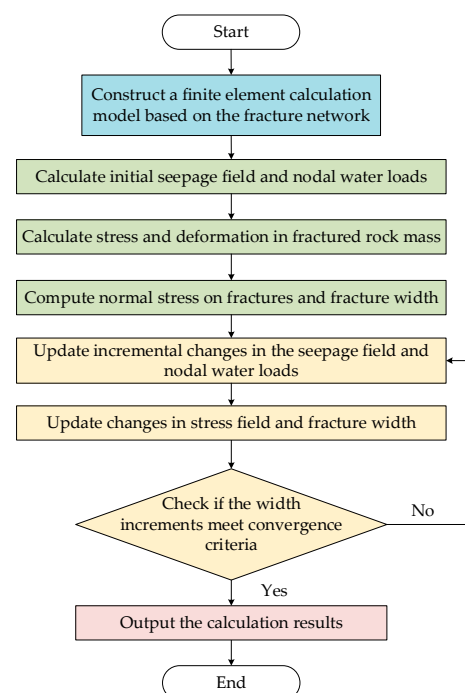 Start
Construct a finite element calculation
model based on the fracture network
Calculate initial seepage field and nodal water loads
Calculate stress and deformation in fractured rock mass
Compute normal stress on fractures and fracture width
Update incremental changes in the seepage field and
nodal water loads
Update changes in stress field and fracture width
Check if the width
increments meet convergence
criteria
No
Yes
Output the calculation results
End